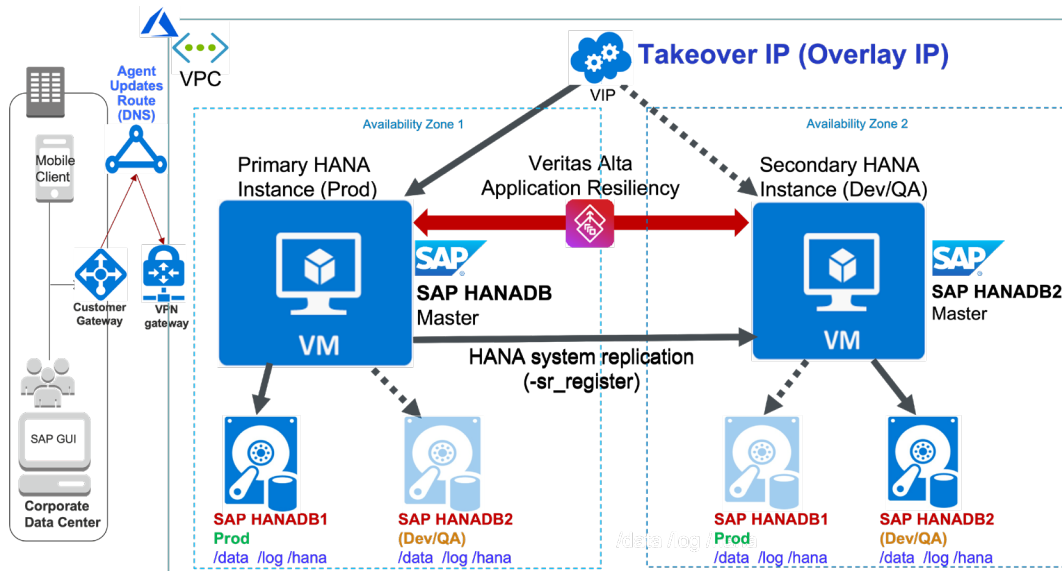 Takeover IP (Overlay IP)
VIP
VPC
Agent
Updates
Route
(DNS)
Mobile
Client
Customer
Gateway
VPN
gateway
SAP GUI
Corporate
Data Center
Availability Zone 1
Primary HANA
Instance (Prod)
VM
SAP
®
SAP HANADB
Master
Veritas Alta
Application Resiliency
HANA system replication
(-sr_register)
SAP HANADB1
Prod
/data /log /hana
SAP HANADB2
(Dev/QA)
/data /log /hana
Availability Zone 2
Secondary HANA
Instance (Dev/QA)
VM
SAP
®
SAP HANADB2
Master
/data /log /hana
SAP HANADB1
Prod
/data /log /hana
SAP HANADB2
(Dev/QA)
/data /log /hana